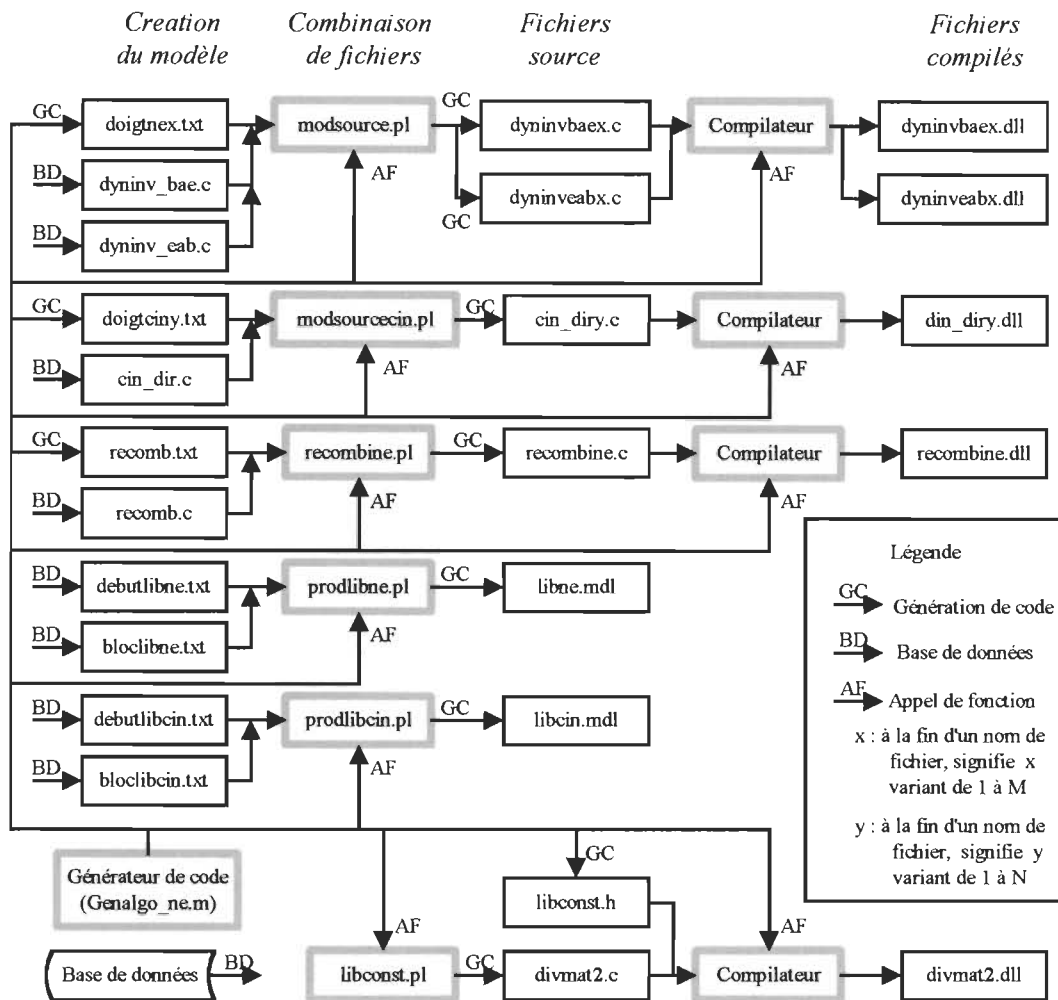 Creation
du modèle
Combinaison
de fichiers
Fichiers
source
Fichiers
compilés
GC
doigtnex.txt
modsource.pl
GC
dyninvbaex.c
Compilateur
dyninvbaex.dll
BD
dyninv_bae.c
AF
GC
dyninveabx.c
AF
dyninveabx.dll
BD
dyninv_eab.c
GC
doigtciny.txt
modsourcecin.pl
GC
cin_diry.c
Compilateur
din_diry.dll
BD
cin_dir.c
AF
AF
GC
recomb.txt
recombine.pl
GC
recombine.c
Compilateur
recombine.dll
BD
recomb.c
AF
AF
BD
debutlibne.txt
prodlibne.pl
GC
libne.mdl
BD
bloclibne.txt
AF
BD
debutlibcin.txt
prodlibcin.pl
GC
libcin.mdl
BD
bloclibcin.txt
AF
Légende
GC
Génération de code
BD
Base de données
AF
Appel de fonction
x : à la fin d'un nom de
fichier, signifie x
variant de 1 à M
y : à la fin d'un nom de
fichier, signifie y
variant de 1 à N
Générateur de code
(Genalgo_ne.m)
GC
libconst.h
AF
AF
Base de données
BD
libconst.pl
GC
divmat2.c
Compilateur
divmat2.dll